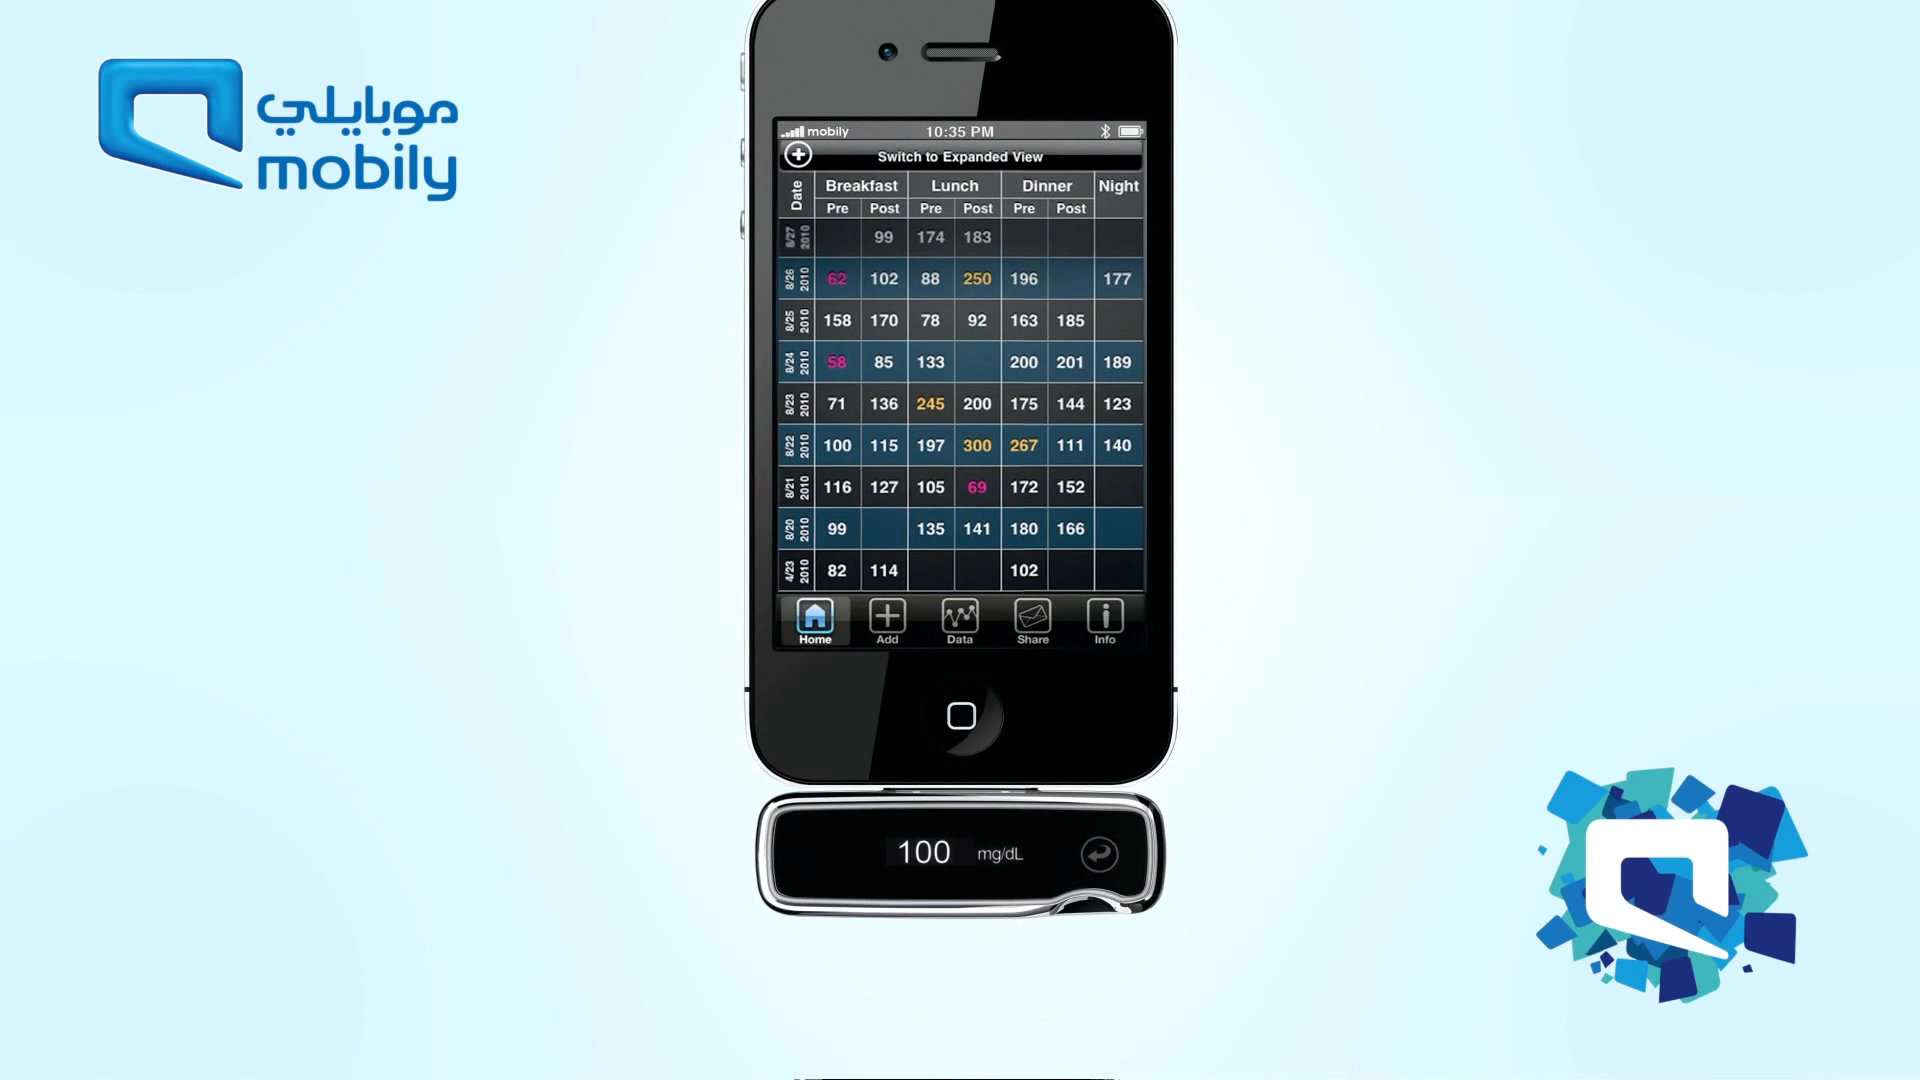 موبايلي
mobily
mobily 10:35 PM
Switch to Expanded View
Date Breakfast Lunch Dinner Night
Pre Post Pre Post Pre Post
8/27 2010 99 174 183
8/26 2010 62 102 88 250 196 177
8/25 2010 158 170 78 92 163 185
8/24 2010 58 85 133 200 201 189
8/23 2010 71 136 245 200 175 144 123
8/22 2010 100 115 197 300 267 111 140
8/21 2010 116 127 105 69 172 152
8/20 2010 99 135 141 180 166
4/23 2010 82 114 102
Home Add Data Share Info
100 mg/dL